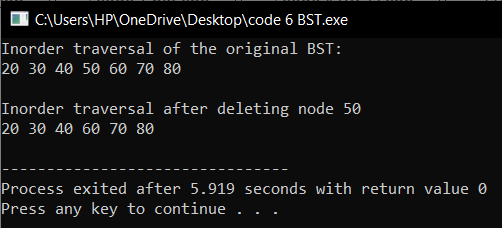 C:\Users\HP\OneDrive\Desktop\code 6 BST.exe
Inorder traversal of the original BST:
20 30 40 50 60 70 80
Inorder traversal after deleting node 50
20 30 40 60 70 80
--------------------------------
Process exited after 5.919 seconds with return value 0
Press any key to continue . . .